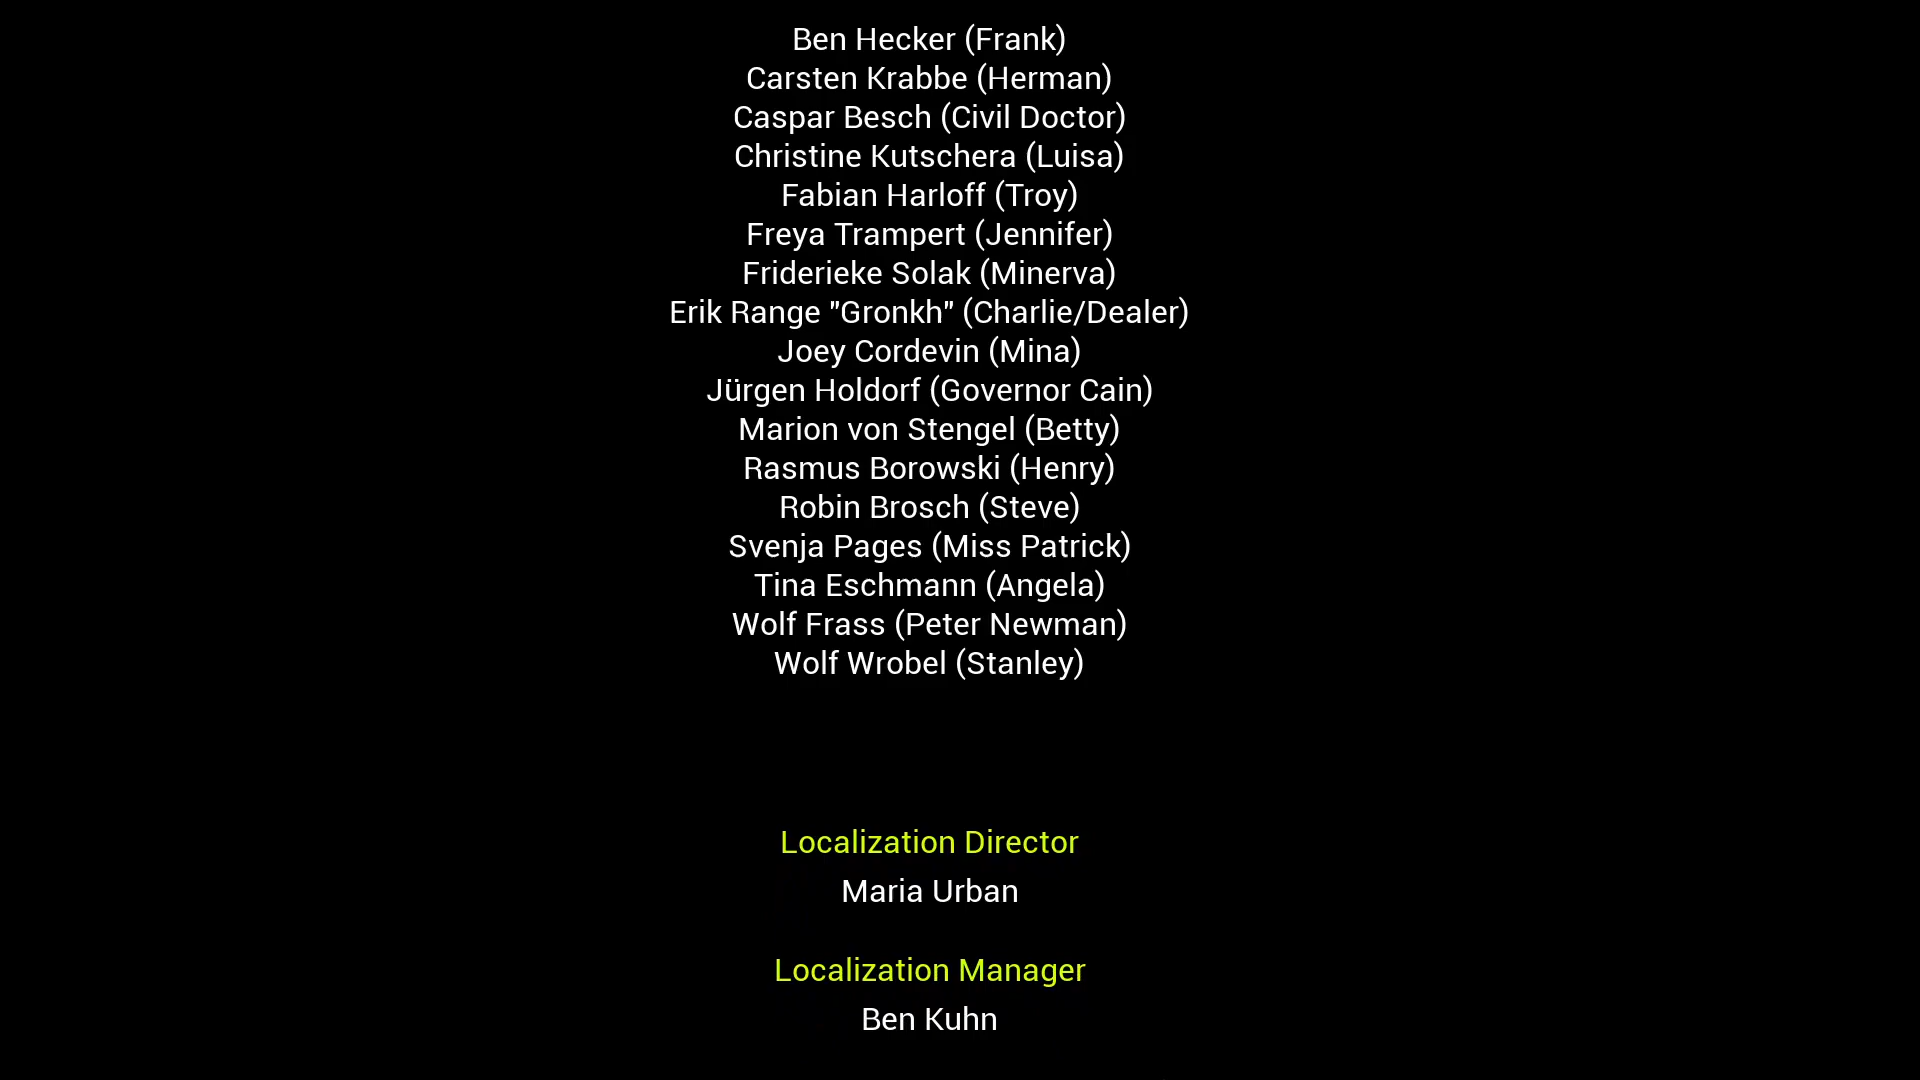 Ben Hecker (Frank)
Carsten Krabbe (Herman)
Caspar Besch (Civil Doctor)
Christine Kutschera (Luisa)
Fabian Harloff (Troy)
Freya Trampert (Jennifer)
Friderieke Solak (Minerva)
Erik Range "Gronkh" (Charlie/Dealer)
Joey Cordevin (Mina)
Jürgen Holdorf (Governor Cain)
Marion von Stengel (Betty)
Rasmus Borowski (Henry)
Robin Brosch (Steve)
Svenja Pages (Miss Patrick)
Tina Eschmann (Angela)
Wolf Frass (Peter Newman)
Wolf Wrobel (Stanley)
Localization Director
Maria Urban
Localization Manager
Ben Kuhn